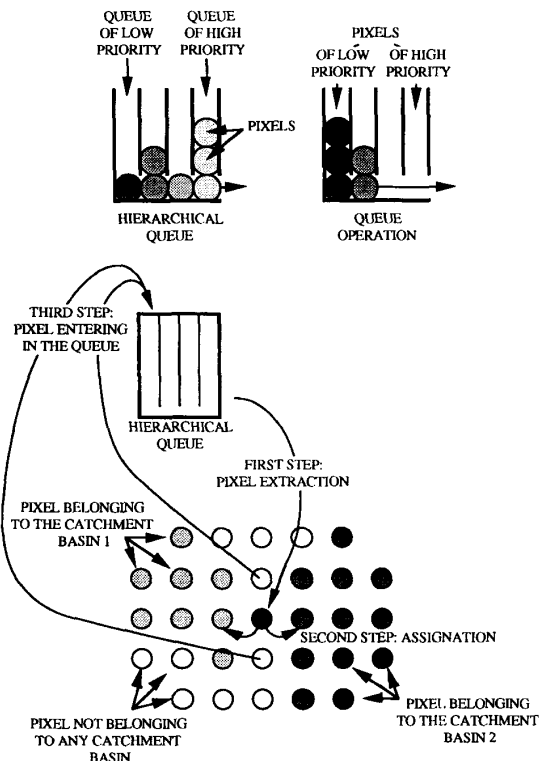 QUEUE
OF LOW
PRIORITY
QUEUE
OF HIGH
PRIORITY
PIXELS
HIERARCHICAL
QUEUE
PIXELS
OF LOW
PRIORITY
OF HIGH
PRIORITY
QUEUE
OPERATION
THIRD STEP:
PIXEL ENTERING
IN THE QUEUE
HIERARCHICAL
QUEUE
FIRST STEP:
PIXEL EXTRACTION
PIXEL BELONGING
TO THE CATCHMENT
BASIN 1
SECOND STEP: ASSIGNATION
PIXEL NOT BELONGING
TO ANY CATCHMENT
BASIN
PIXEL BELONGING
TO THE CATCHMENT
BASIN 2